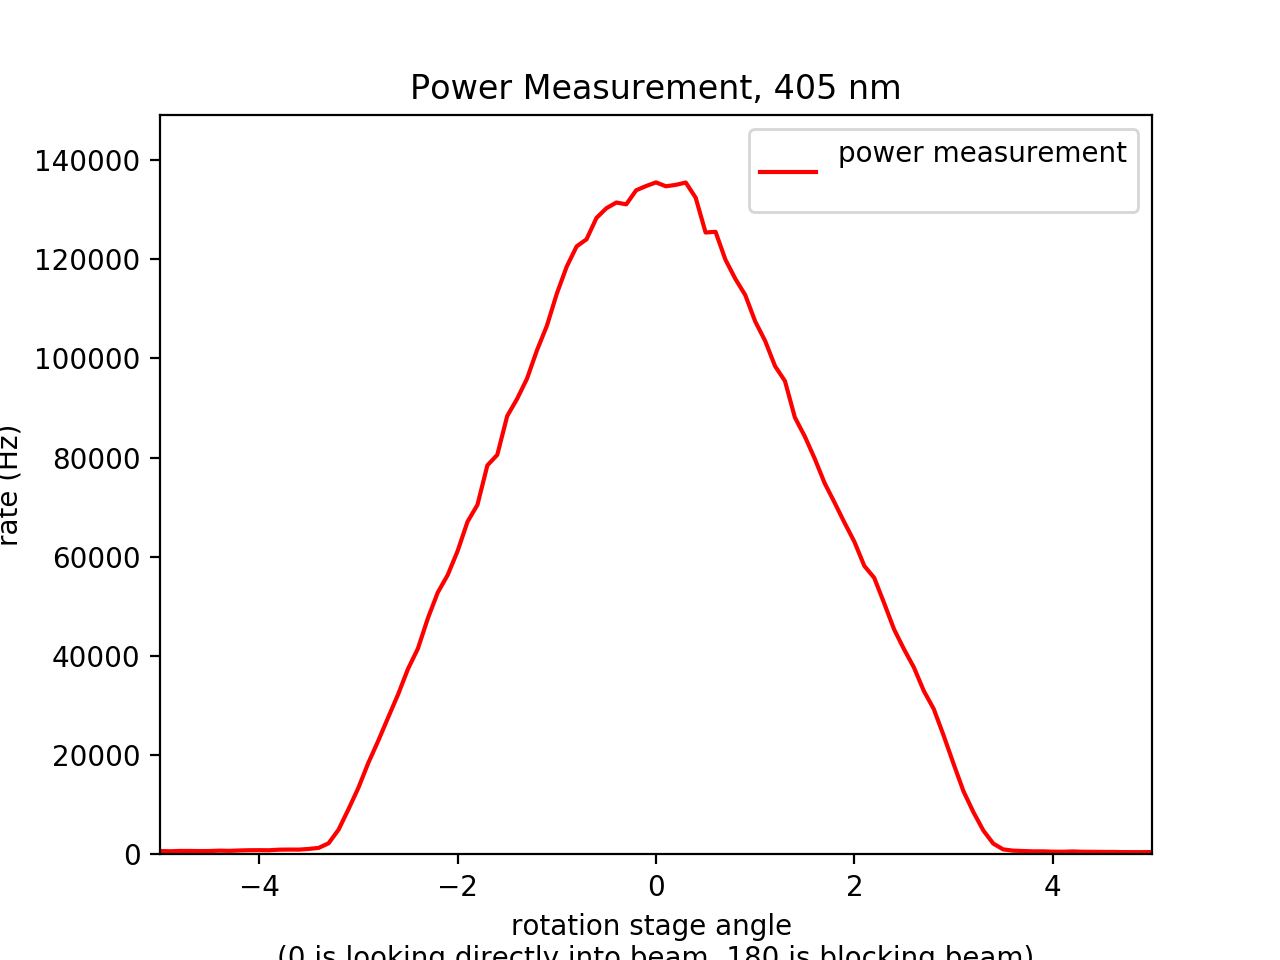 Power Measurement, 405 nm
power measurement
140000
120000
100000
80000
60000
40000
20000
0
rate (Hz)
−4 −2 0 2 4
rotation stage angle
(0 is looking directly into beam, 180 is blocking beam)